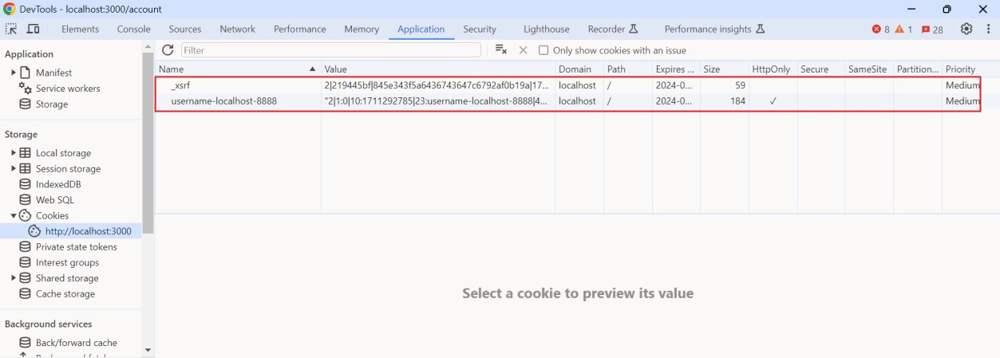 DevTools - localhost:3000/account
Elements Console Sources Network Performance Memory Application Security Lighthouse Recorder Performance insights 8 1 28
Application
Manifest
Service workers
Storage
Storage
Local storage
Session storage
IndexedDB
Web SQL
Cookies
http://localhost:3000
Private state tokens
Interest groups
Shared storage
Cache storage
Background services
Back/forward cache
Filter Only show cookies with an issue
Name Value Domain Path Expires ... Size HttpOnly Secure SameSite Partition... Priority
_xsrf 2|219445bf|845e343f5a6436743647c6792af0b19a|17... localhost / 2024-0... 59 Medium
username-localhost-8888 "2|1:0|10:1711292785|23:username-localhost-8888|4... localhost / 2024-0... 184 ✓ Medium
Select a cookie to preview its value